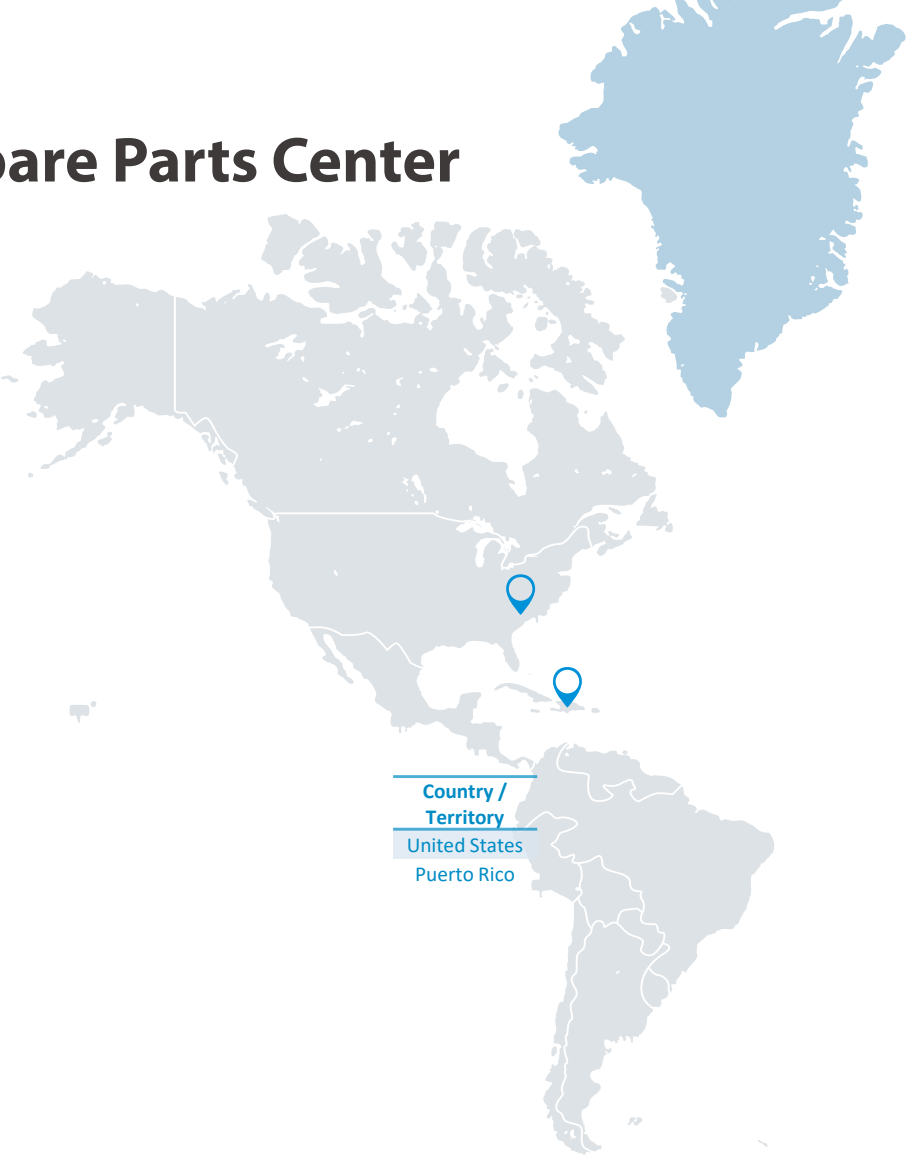 pare Parts Center
Country /
Territory
United States
Puerto Rico